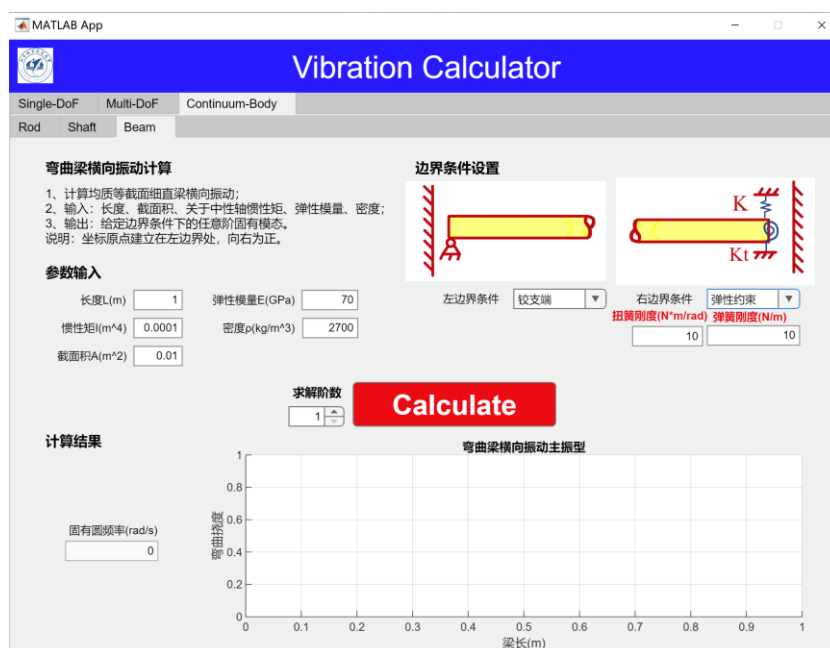 MATLAB App
Vibration Calculator
Single-DoF Multi-DoF Continuum-Body
Rod Shaft Beam
弯曲梁横向振动计算
1、计算均质等截面细直梁横向振动;
2、输入:长度、截面积、关于中性轴惯性矩、弹性模量、密度;
3、输出:给定边界条件下的任意阶固有模态。
说明:坐标原点建立在左边界处,向右为正。
边界条件设置
K
Kt
参数输入
长度L(m) 1 弹性模量E(GPa) 70
惯性矩I(m^4) 0.0001 密度ρ(kg/m^3) 2700
截面积A(m^2) 0.01
左边界条件 铰支端 右边界条件 弹性约束
扭簧刚度(N*m/rad) 弹簧刚度(N/m)
10 10
求解阶数
1
Calculate
计算结果
固有圆频率(rad/s)
0
弯曲梁横向振动主振型
弯曲挠度
1
0.8
0.6
0.4
0.2
0
0 0.1 0.2 0.3 0.4 0.5 0.6 0.7 0.8 0.9 1
梁长(m)